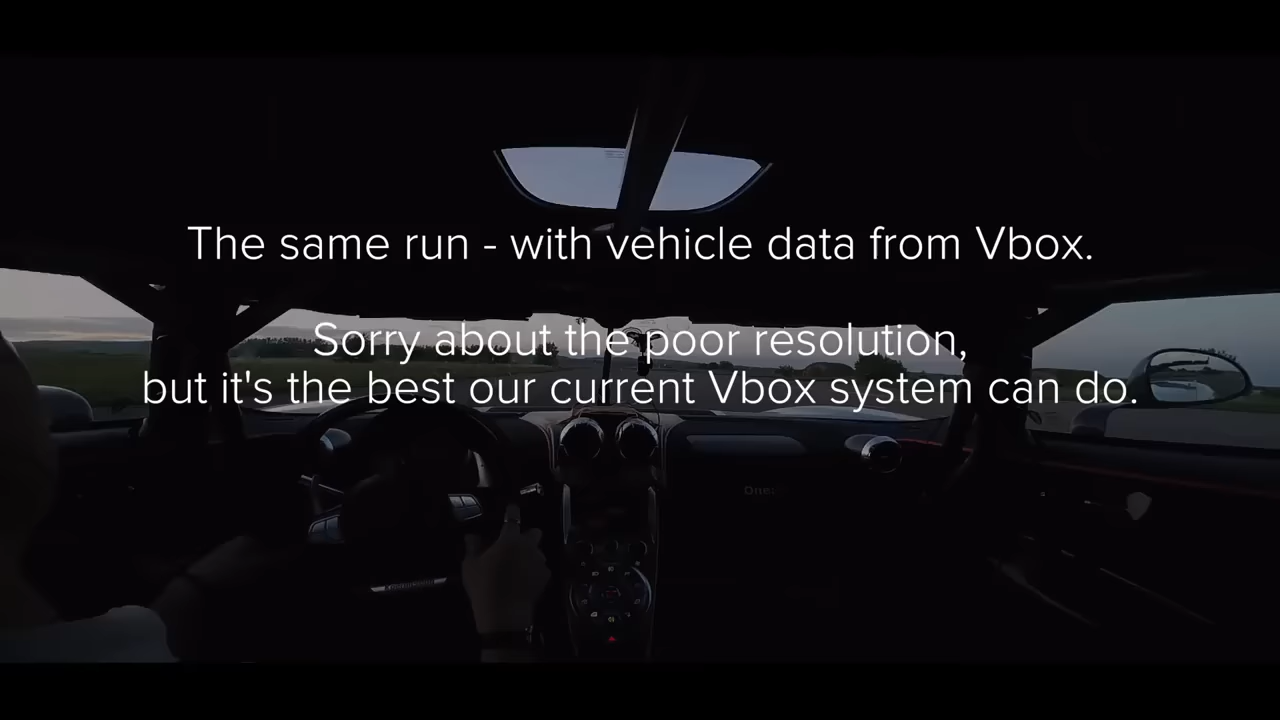 The same run - with vehicle data from Vbox.
Sorry about the poor resolution,
but it's the best our current Vbox system can do.
One: